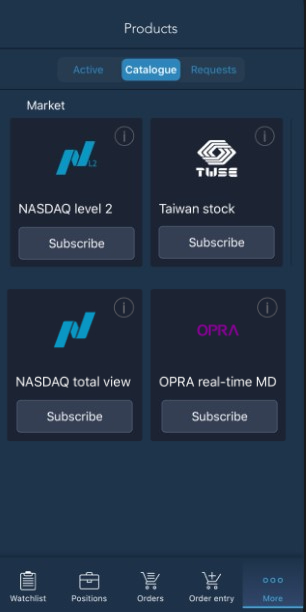 Products
Active Catalogue Requests
Market
L2
TWSE
NASDAQ level 2 Taiwan stock
Subscribe Subscribe
OPRA
NASDAQ total view OPRA real-time MD
Subscribe Subscribe
Watchlist Positions Orders Order entry More